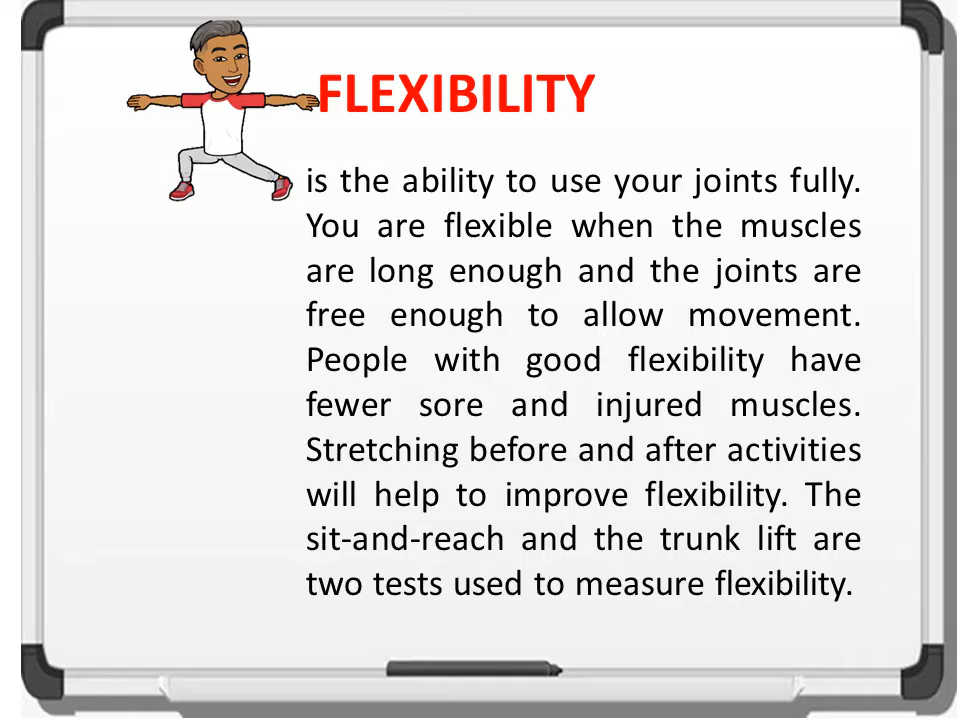 FLEXIBILITY
is the ability to use your joints fully.
You are flexible when the muscles
are long enough and the joints are
free enough to allow movement.
People with good flexibility have
fewer sore and injured muscles.
Stretching before and after activities
will help to improve flexibility. The
sit-and-reach and the trunk lift are
two tests used to measure flexibility.